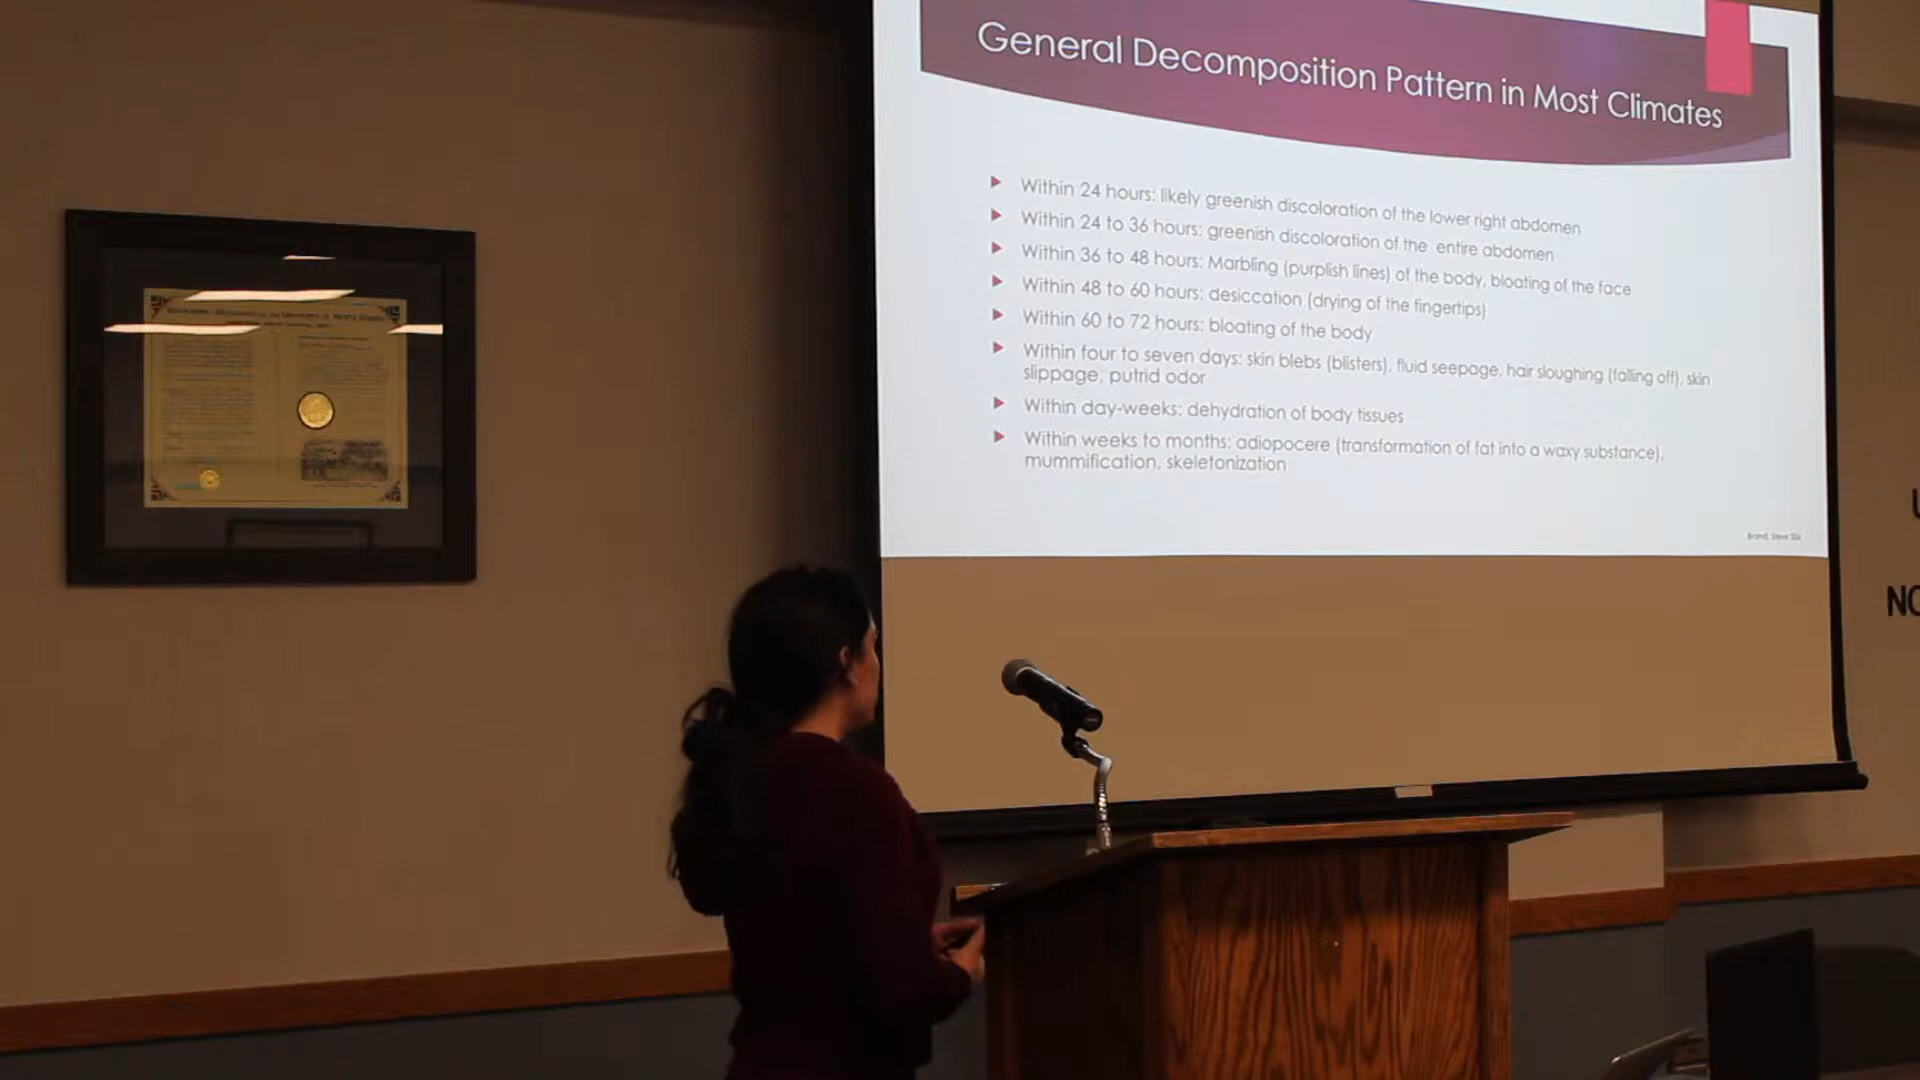 General Decomposition Pattern in Most Climates
Within 24 hours: likely greenish discoloration of the lower right abdomen
Within 24 to 36 hours: greenish discoloration of the entire abdomen
Within 36 to 48 hours: Marbling (purplish lines) of the body, bloating of the face
Within 48 to 60 hours: desiccation (drying of the fingertips)
Within 60 to 72 hours: bloating of the body
Within four to seven days: skin blebs (blisters), fluid seepage, hair sloughing (falling off), skin
slippage, putrid odor
Within day-weeks: dehydration of body tissues
Within weeks to months: adiopocere (transformation of fat into a waxy substance),
mummification, skeletonization